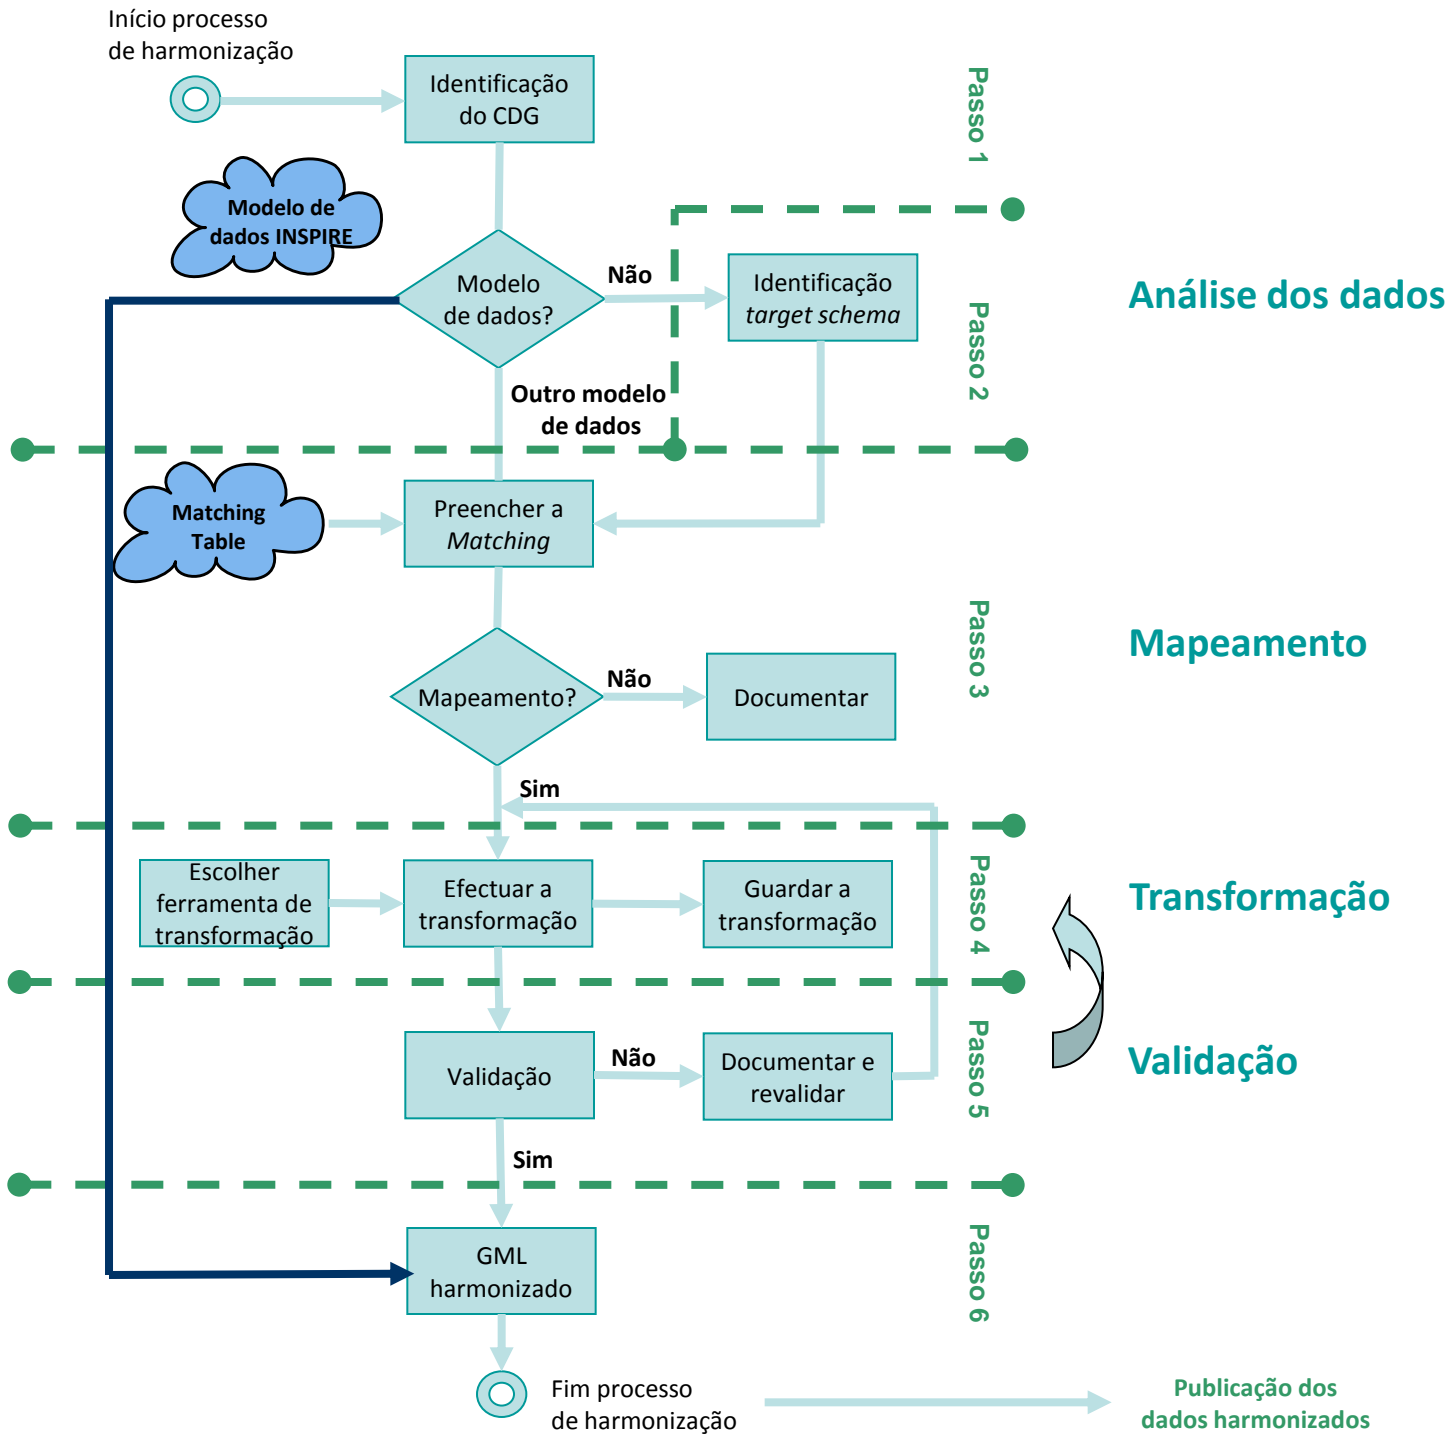 Início processo
de harmonização
Identificação
do CDG
Passo 1
Modelo de
dados INSPIRE
Modelo
de dados?
Não
Identificação
target schema
Passo 2
Análise dos dados
Outro modelo
de dados
Matching
Table
Preencher a
Matching
Passo 3
Mapeamento
Mapeamento?
Não
Documentar
Sim
Escolher
ferramenta de
transformação
Efectuar a
transformação
Guardar a
transformação
Passo 4
Transformação
Validação
Não
Documentar e
revalidar
Passo 5
Validação
Sim
GML
harmonizado
Passo 6
Fim processo
de harmonização
Publicação dos
dados harmonizados